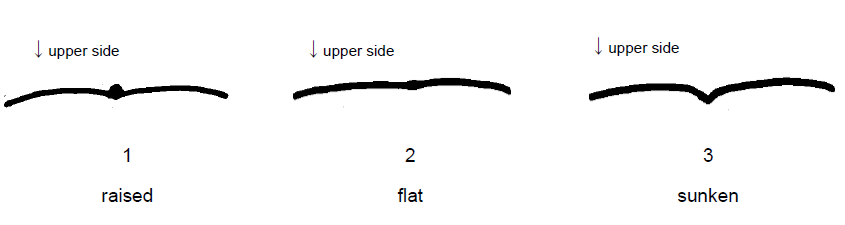 ↓ upper side
↓ upper side
↓ upper side
1
2
3
raised
flat
sunken